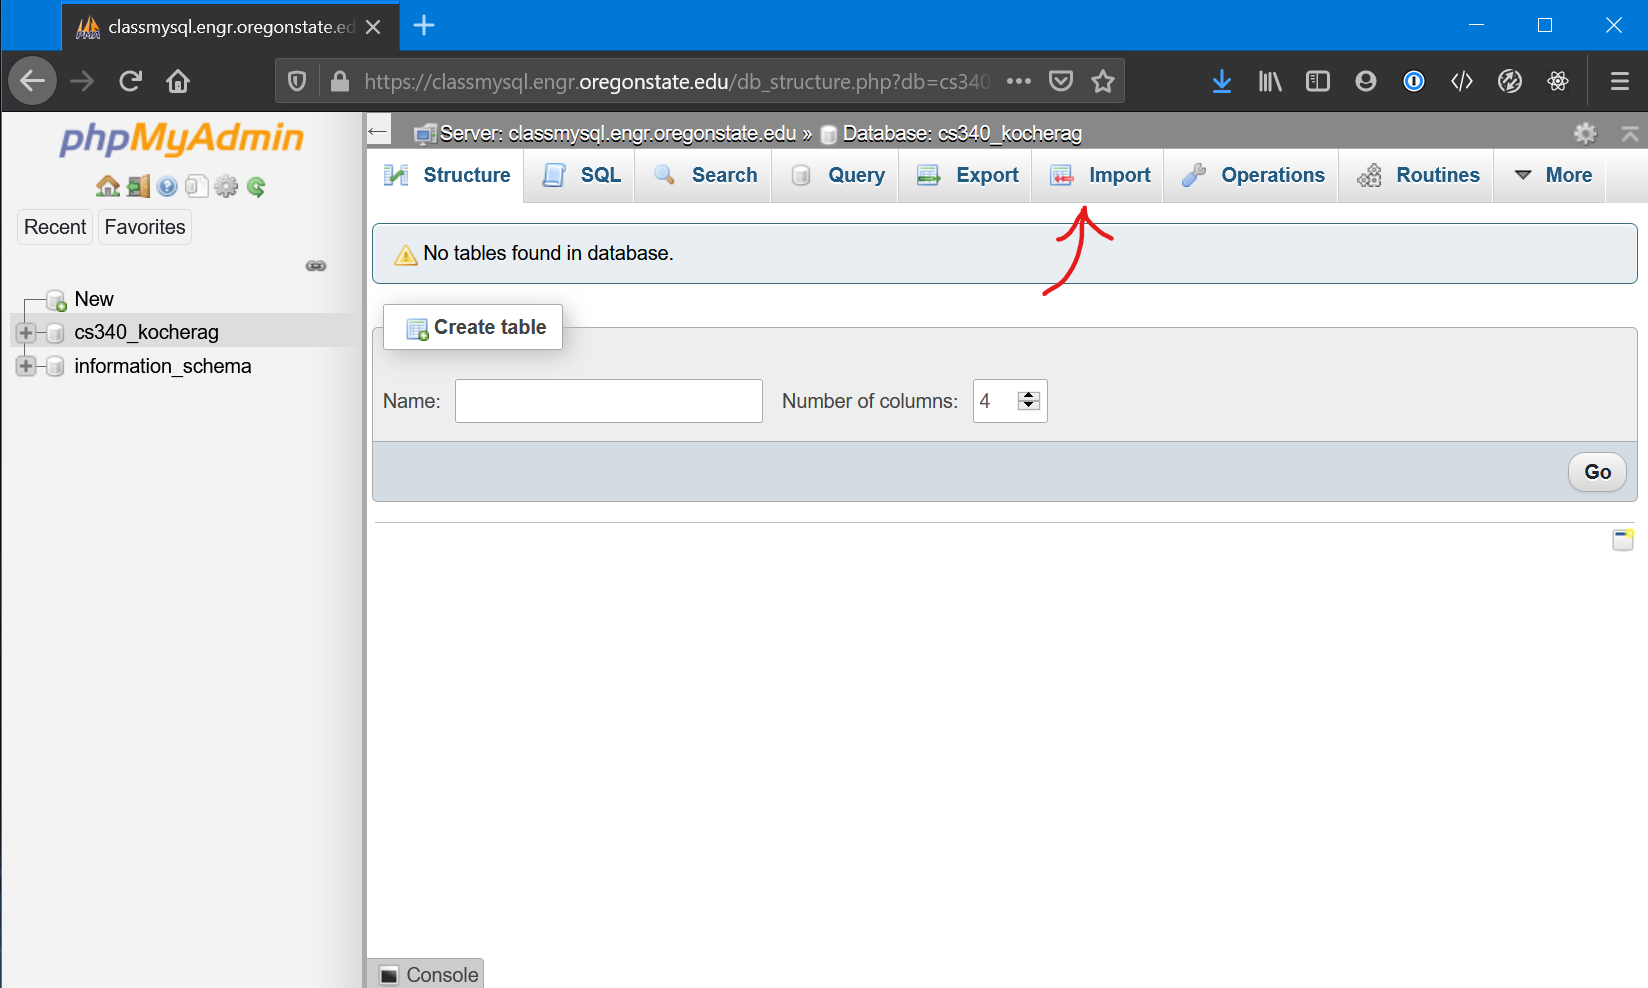 classmysql.engr.oregonstate.ed
https://classmysql.engr.oregonstate.edu/db_structure.php?db=cs340
phpMyAdmin
Recent Favorites
New
cs340_kocherag
information_schema
Server: classmysql.engr.oregonstate.edu » Database: cs340_kocherag
Structure SQL Search Query Export Import Operations Routines More
No tables found in database.
Create table
Name: Number of columns: 4
Go
Console